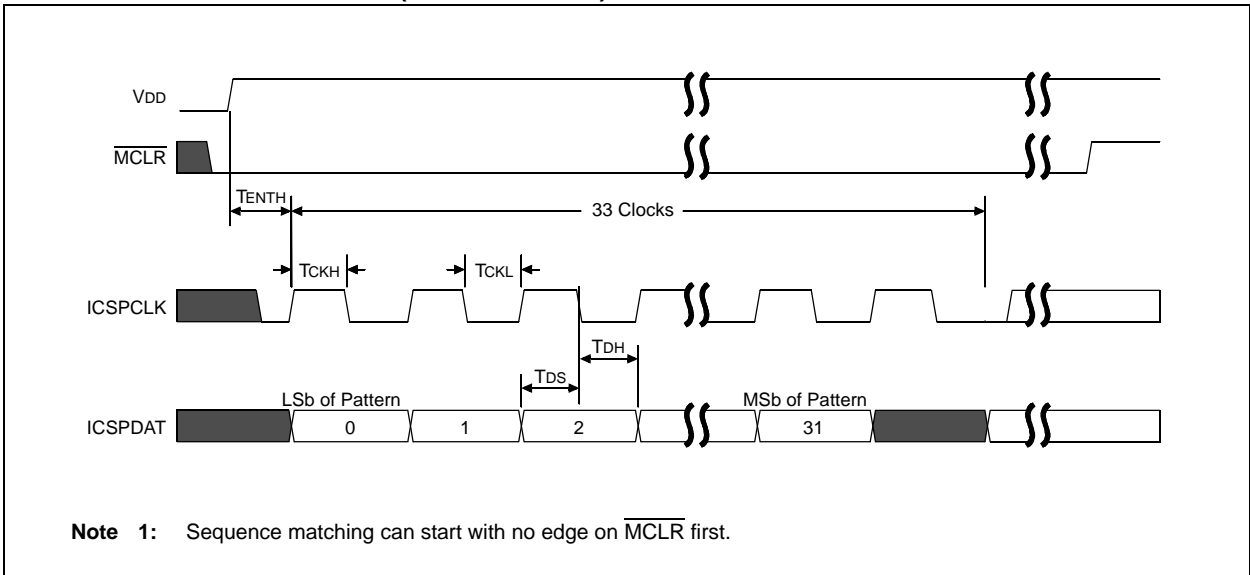 VDD
MCLR
TENTH
33 Clocks
TCKH
TCKL
ICSPCLK
TDH
TDS
LSb of Pattern
MSb of Pattern
ICSPDAT
0
1
2
31
Note 1: Sequence matching can start with no edge on MCLR first.